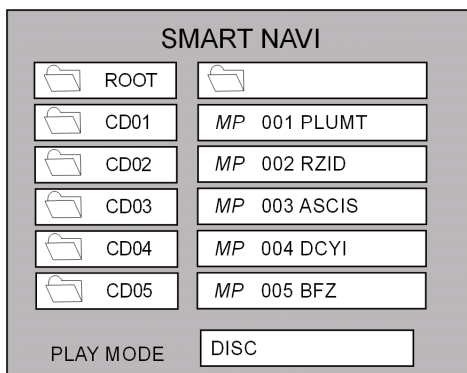 SMART NAVI
ROOT
CD01 MP 001 PLUMT
CD02 MP 002 RZID
CD03 MP 003 ASCIS
CD04 MP 004 DCYI
CD05 MP 005 BFZ
PLAY MODE DISC